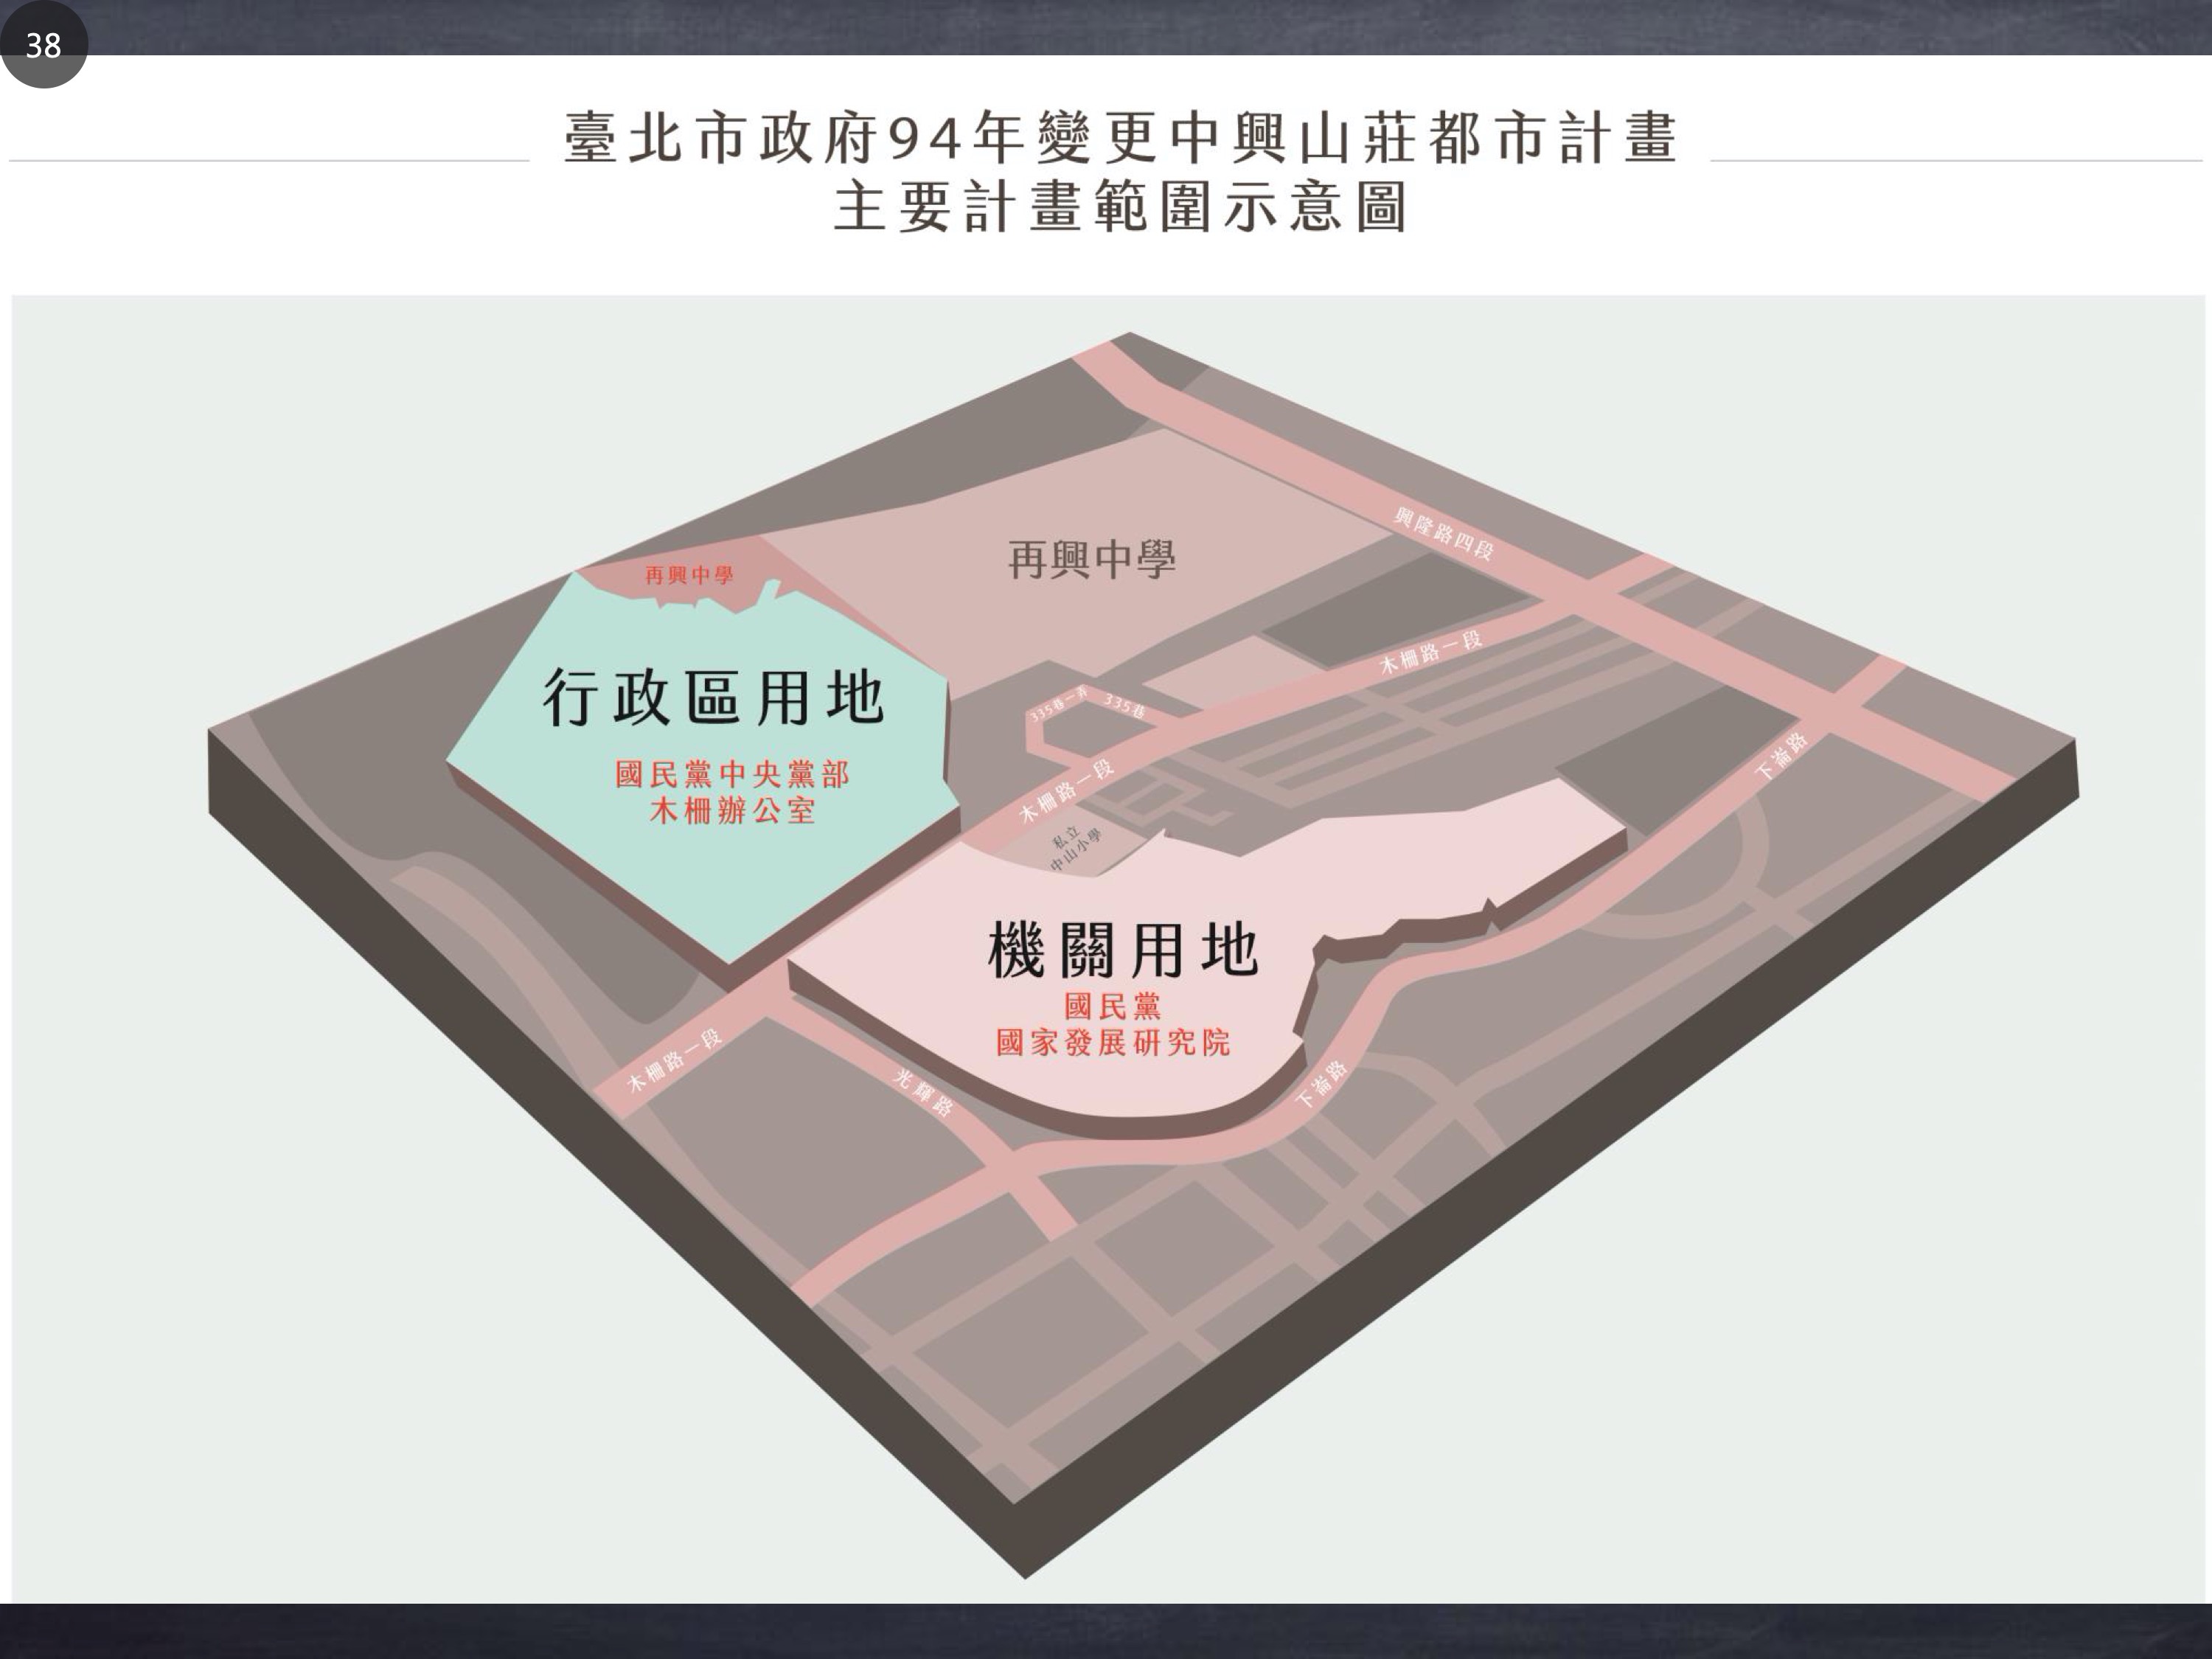 38
臺北市政府94年變更中興山莊都市計畫
主要計畫範圍示意圖
興隆路四段
再興中學
再興中學
木柵路一段
行政區用地
335巷一弄
335巷
國民黨中央黨部
木柵辦公室
木柵路一段
下崙路
私立
中山小學
機關用地
國民黨
國家發展研究院
木柵路一段
光輝路
下崙路